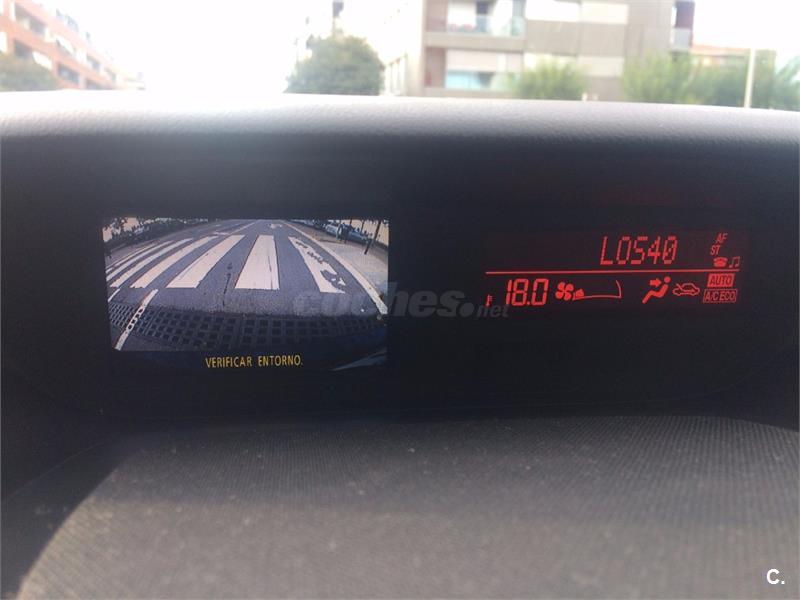 LOS40
AF
ST
18.0
AUTO
A/C ECO
VERIFICAR ENTORNO.
coches.net
C.